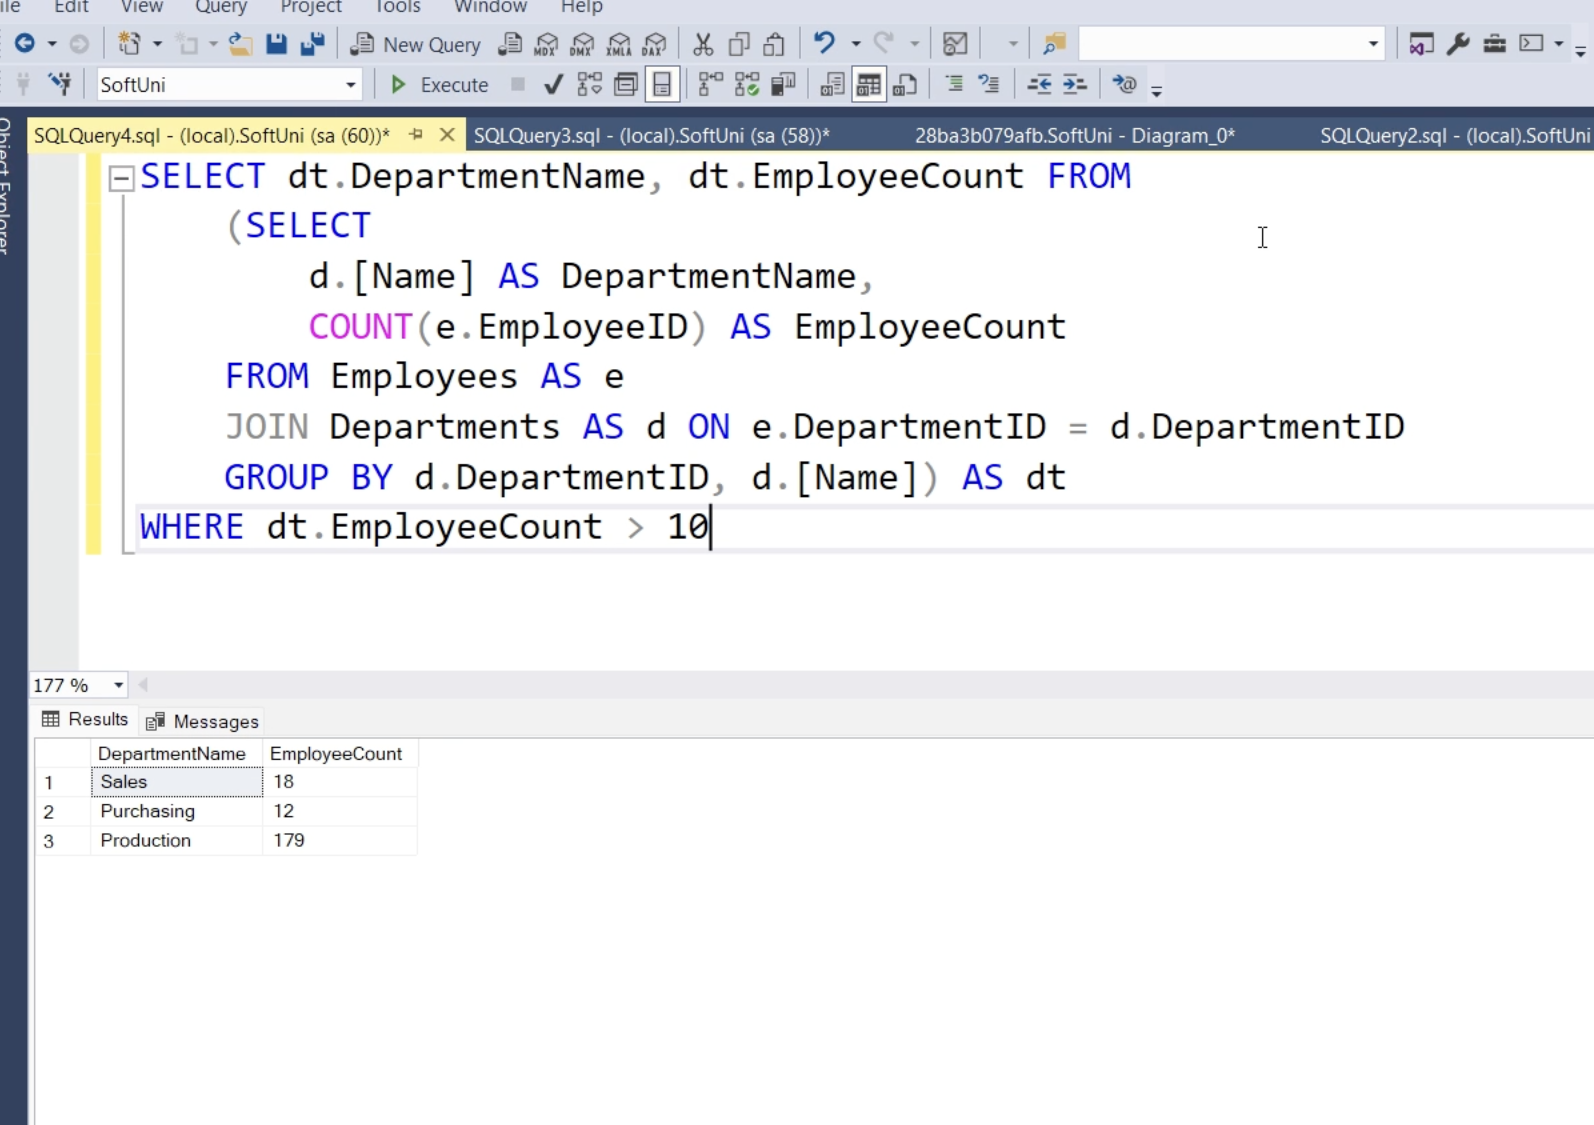 ile Edit View Query Project Tools Window Help
New Query MDX DMX XMLA DAX
SoftUni Execute
Object Explorer
SQLQuery4.sql - (local).SoftUni (sa (60))* SQLQuery3.sql - (local).SoftUni (sa (58))* 28ba3b079afb.SoftUni - Diagram_0* SQLQuery2.sql - (local).SoftUni
SELECT dt.DepartmentName, dt.EmployeeCount FROM
(SELECT
d.[Name] AS DepartmentName,
COUNT(e.EmployeeID) AS EmployeeCount
FROM Employees AS e
JOIN Departments AS d ON e.DepartmentID = d.DepartmentID
GROUP BY d.DepartmentID, d.[Name]) AS dt
WHERE dt.EmployeeCount > 10
177 %
Results Messages
DepartmentName EmployeeCount
1 Sales 18
2 Purchasing 12
3 Production 179